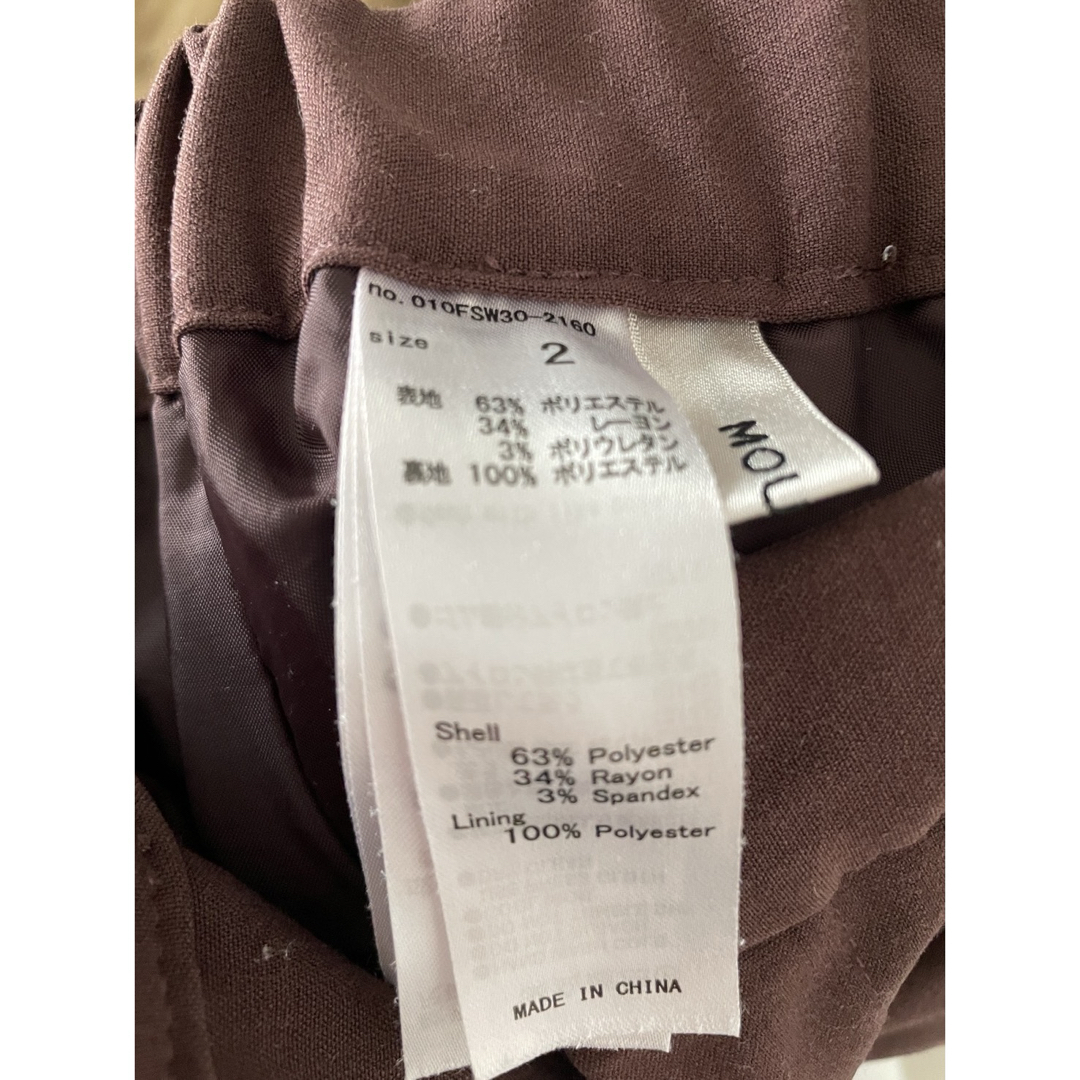 no.010FSW30-2160
size 2
表地 63% ポリエステル
34% レーヨン
3% ポリウレタン
裏地 100% ポリエステル
MOU
Shell
63% Polyester
34% Rayon
3% Spandex
Lining
100% Polyester
MADE IN CHINA